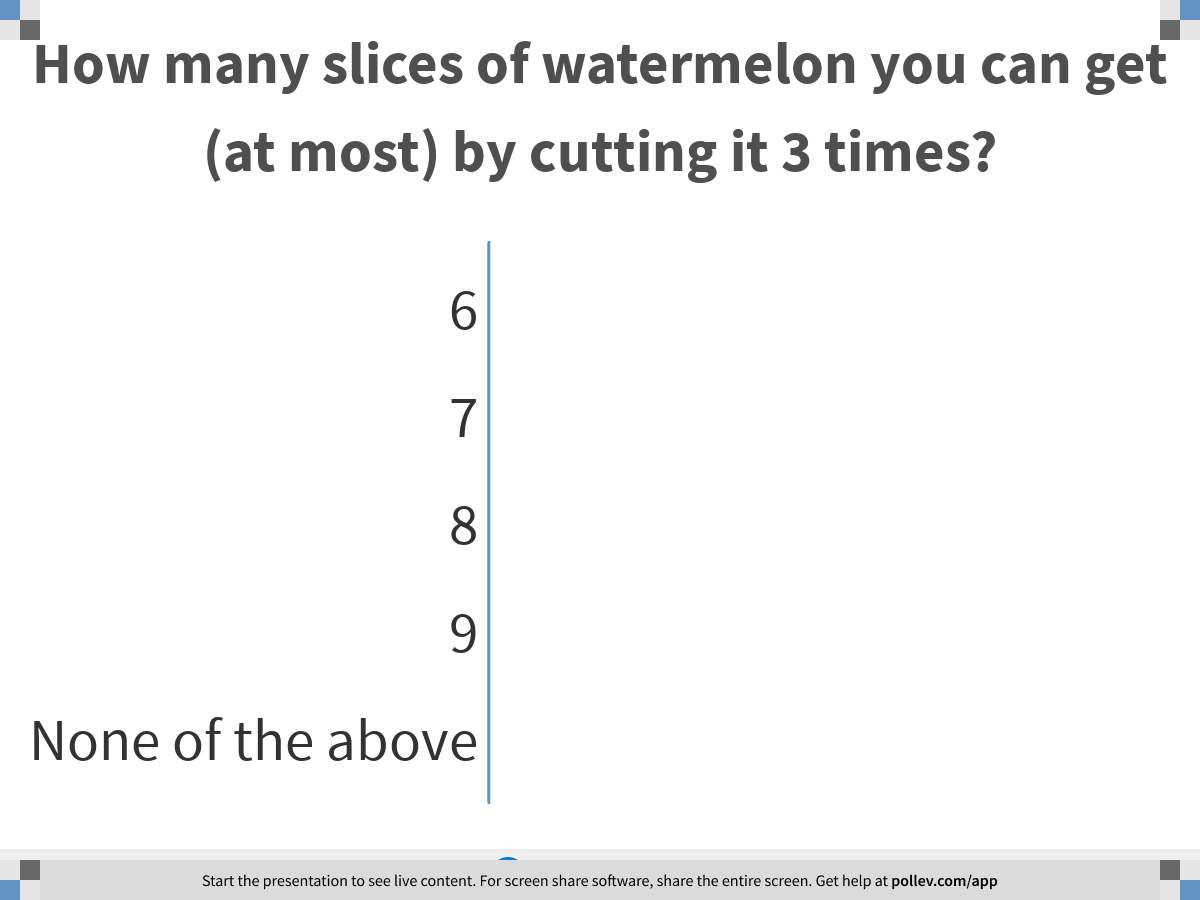 How many slices of watermelon you can get
(at most) by cutting it 3 times?
6
7
8
9
None of the above
Start the presentation to see live content. For screen share software, share the entire screen. Get help at pollev.com/app